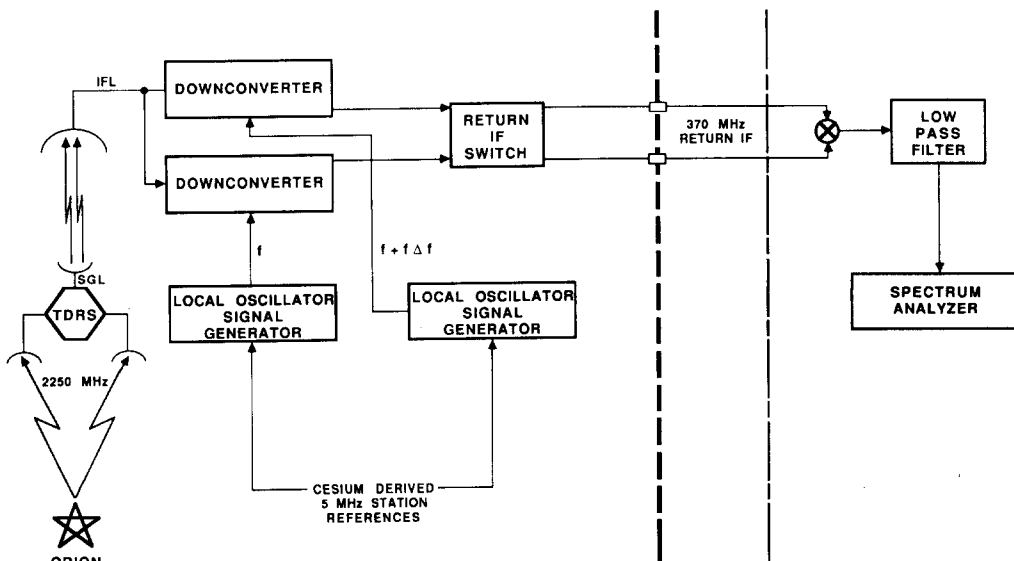 IFL
DOWNCONVERTER
DOWNCONVERTER
RETURN
IF
SWITCH
370 MHz
RETURN IF
LOW
PASS
FILTER
f
f + f Δ f
SGL
TDRS
LOCAL OSCILLATOR
SIGNAL
GENERATOR
LOCAL OSCILLATOR
SIGNAL
GENERATOR
SPECTRUM
ANALYZER
2250 MHz
CESIUM DERIVED
5 MHz STATION
REFERENCES
ORION